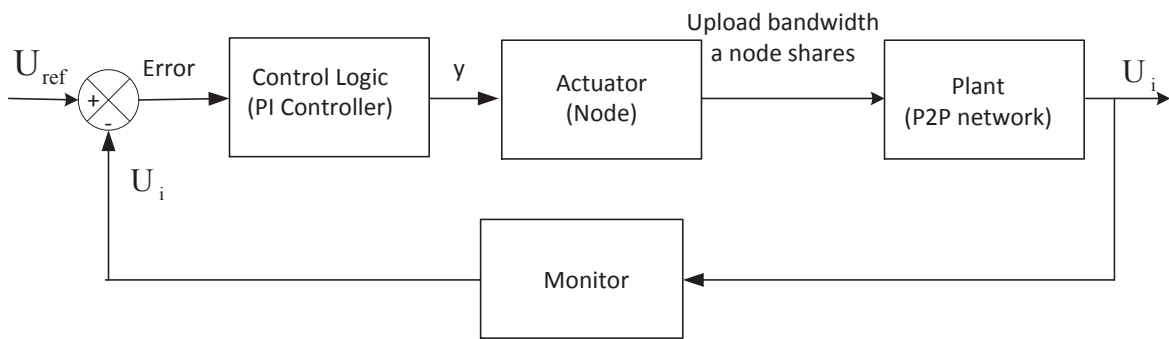 Upload bandwidth
a node shares
U ref
Error
Control Logic
(PI Controller)
y
Actuator
(Node)
Plant
(P2P network)
U i
+
-
U i
Monitor